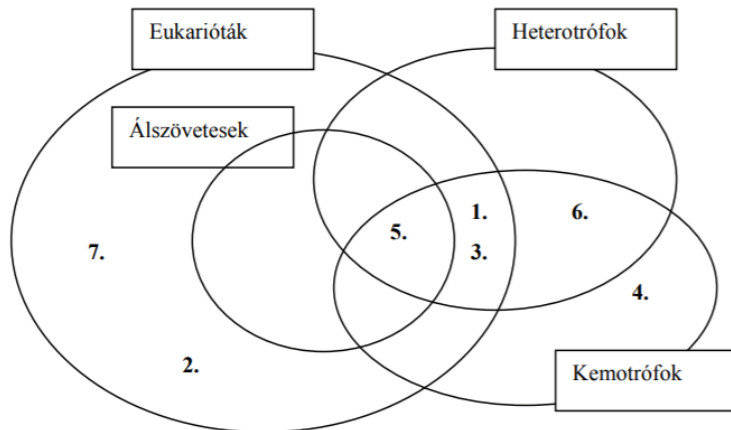 Eukarióták
Heterotrófok
Álszövetesek
1.
6.
5.
7.
3.
4.
2.
Kemotrófok